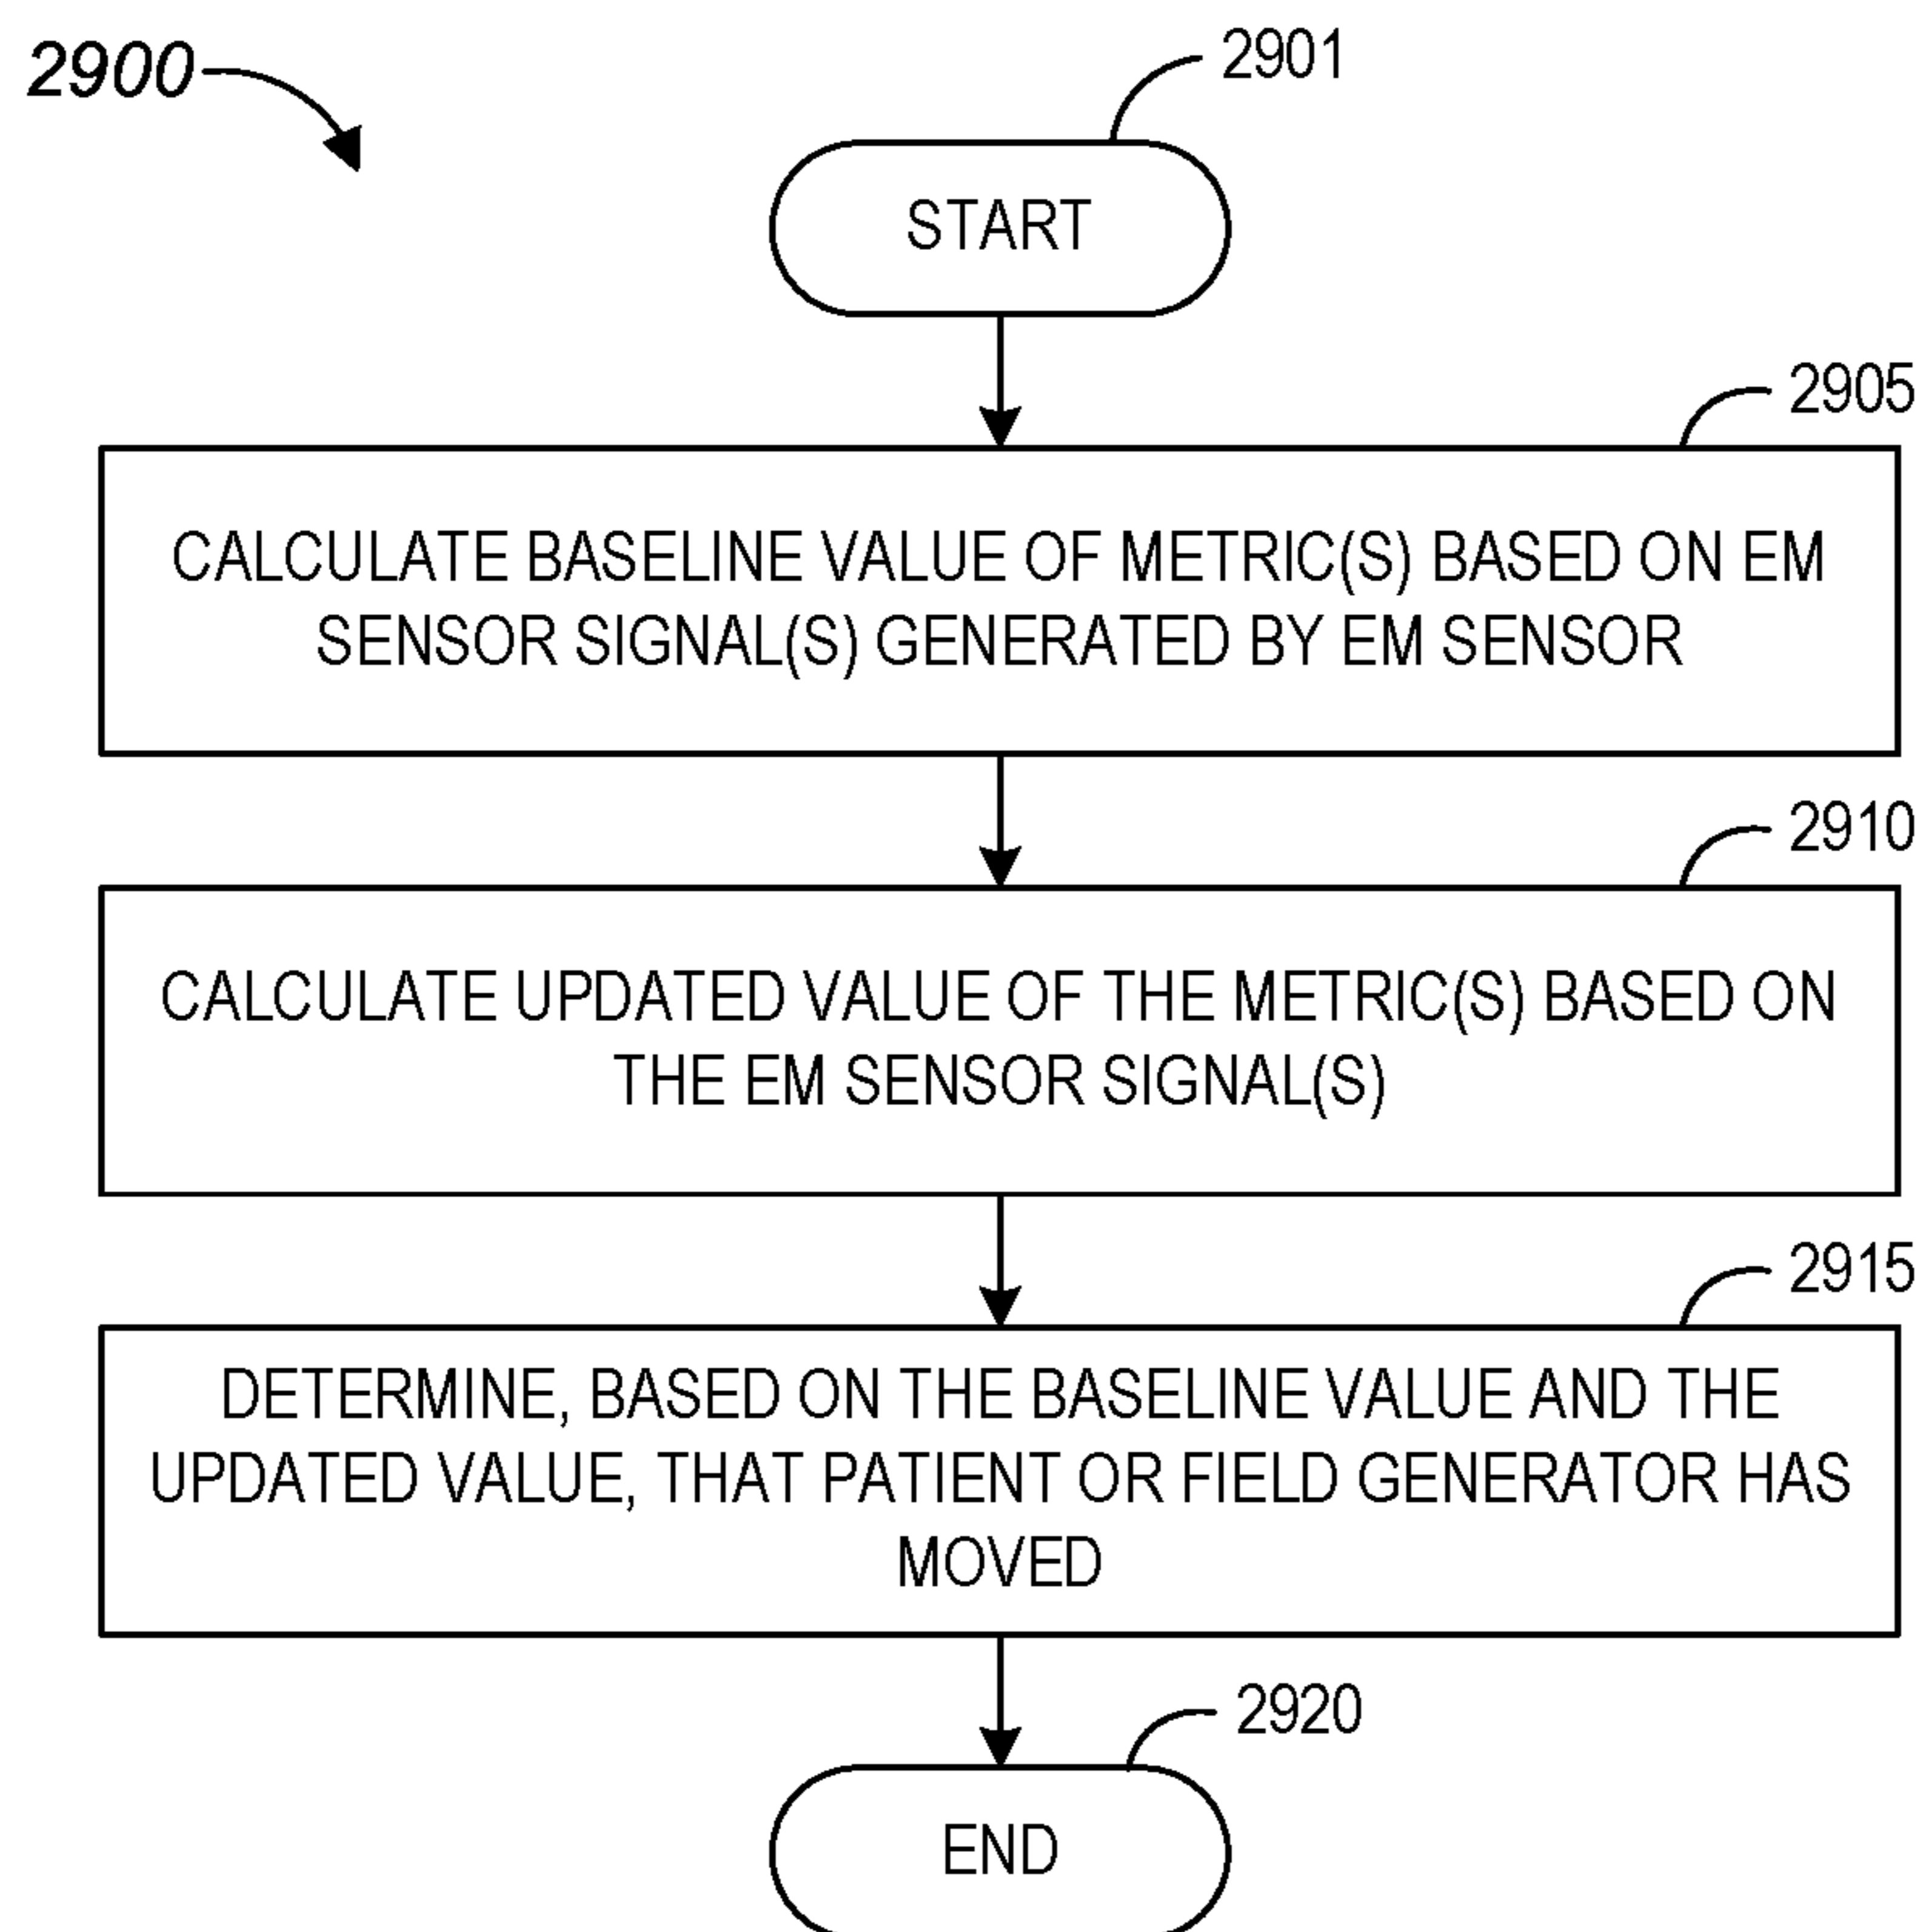 2900
2901
START
2905
CALCULATE BASELINE VALUE OF METRIC(S) BASED ON EM
SENSOR SIGNAL(S) GENERATED BY EM SENSOR
2910
CALCULATE UPDATED VALUE OF THE METRIC(S) BASED ON
THE EM SENSOR SIGNAL(S)
2915
DETERMINE, BASED ON THE BASELINE VALUE AND THE
UPDATED VALUE, THAT PATIENT OR FIELD GENERATOR HAS
MOVED
2920
END